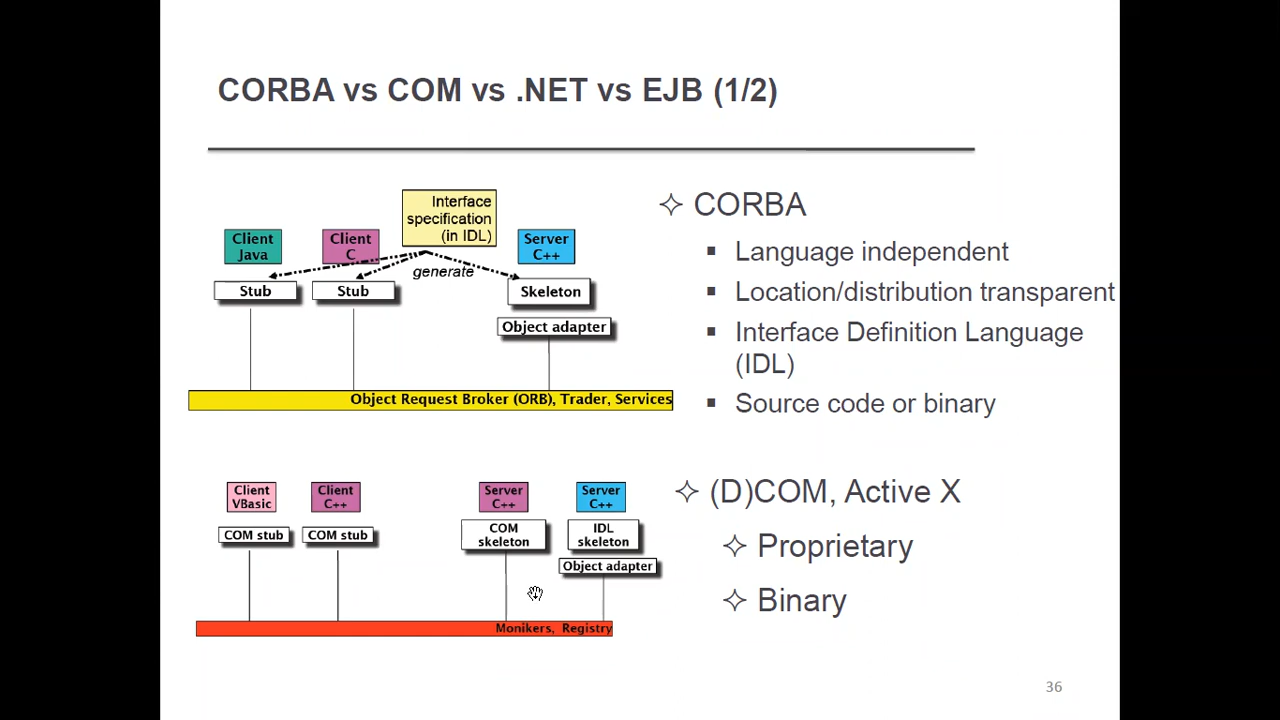 CORBA vs COM vs .NET vs EJB (1/2)
Interface
specification
(in IDL)
Client
Java
Client
C
Server
C++
generate
Stub
Stub
Skeleton
Object adapter
Object Request Broker (ORB), Trader, Services
✧ CORBA
▪ Language independent
▪ Location/distribution transparent
▪ Interface Definition Language
(IDL)
▪ Source code or binary
Client
VBasic
Client
C++
Server
C++
Server
C++
COM stub
COM stub
COM
skeleton
IDL
skeleton
Object adapter
Monikers, Registry
✧ (D)COM, Active X
✧ Proprietary
✧ Binary
36